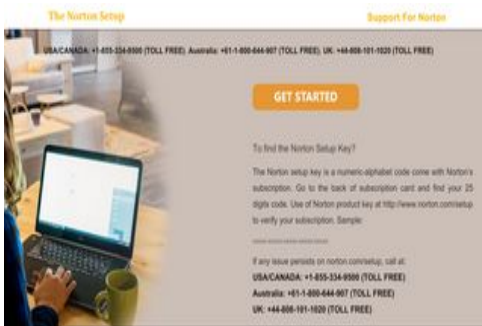 The Norton Setup
Support For Norton
USA/CANADA: +1-855-334-9500 (TOLL FREE), Australia: +61-1-800-644-907 (TOLL FREE), UK: +44-808-101-1020 (TOLL FREE)
GET STARTED
To find the Norton Setup Key?
The Norton setup key is a numeric-alphabet code come with Norton's
subscription. Go to the back of subscription card and find your 25
digits code. Use of Norton product key at http://www.norton.com/setup
to verify your subscription. Sample:
If any issue persists on norton.com/setup, call at:
USA/CANADA: +1-855-334-9500 (TOLL FREE)
Australia: +61-1-800-644-907 (TOLL FREE)
UK: +44-808-101-1020 (TOLL FREE)